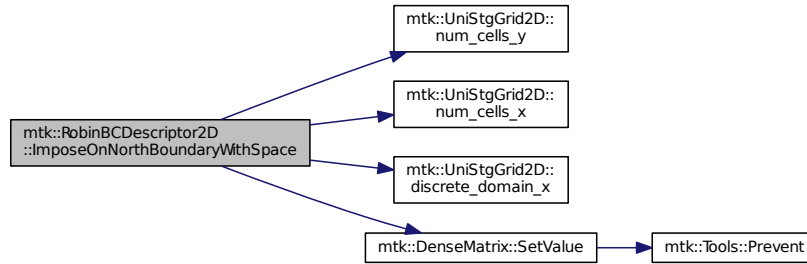 mtk::RobinBCDescriptor2D
::ImposeOnNorthBoundaryWithSpace
mtk::UniStgGrid2D::
num_cells_y
mtk::UniStgGrid2D::
num_cells_x
mtk::UniStgGrid2D::
discrete_domain_x
mtk::DenseMatrix::SetValue
mtk::Tools::Prevent